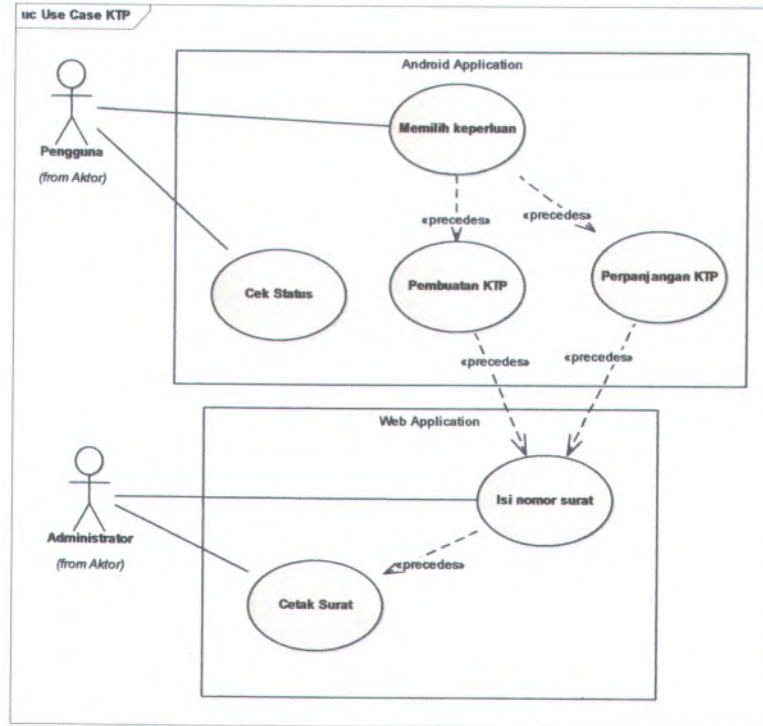 uc Use Case KTP
Android Application
Memilih keperluan
Pengguna
(from Aktor)
«precedes»
«precedes»
Cek Status
Pembuatan KTP
Perpanjangan KTP
«precedes»
«precedes»
Web Application
Isi nomor surat
Administrator
(from Aktor)
«precedes»
Cetak Surat